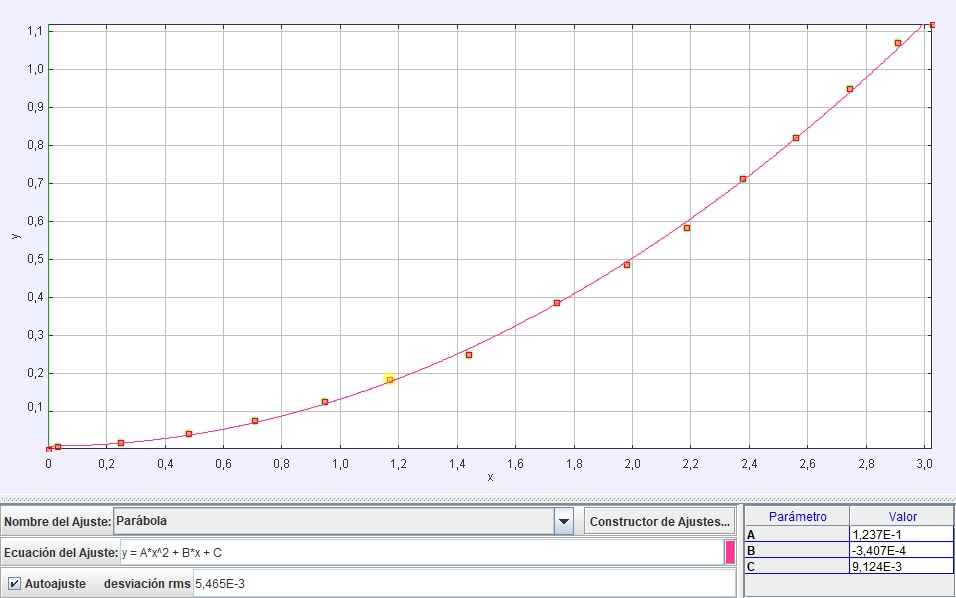 1,1
1,0
0,9
0,8
0,7
0,6
0,5
0,4
0,3
0,2
0,1
y
0 0,2 0,4 0,6 0,8 1,0 1,2 1,4 1,6 1,8 2,0 2,2 2,4 2,6 2,8 3,0
x
Nombre del Ajuste: Parábola Constructor de Ajustes...
Ecuación del Ajuste: y = A*x^2 + B*x + C
Autoajuste desviación rms 5,465E-3
Parámetro Valor
A 1,237E-1
B -3,407E-4
C 9,124E-3